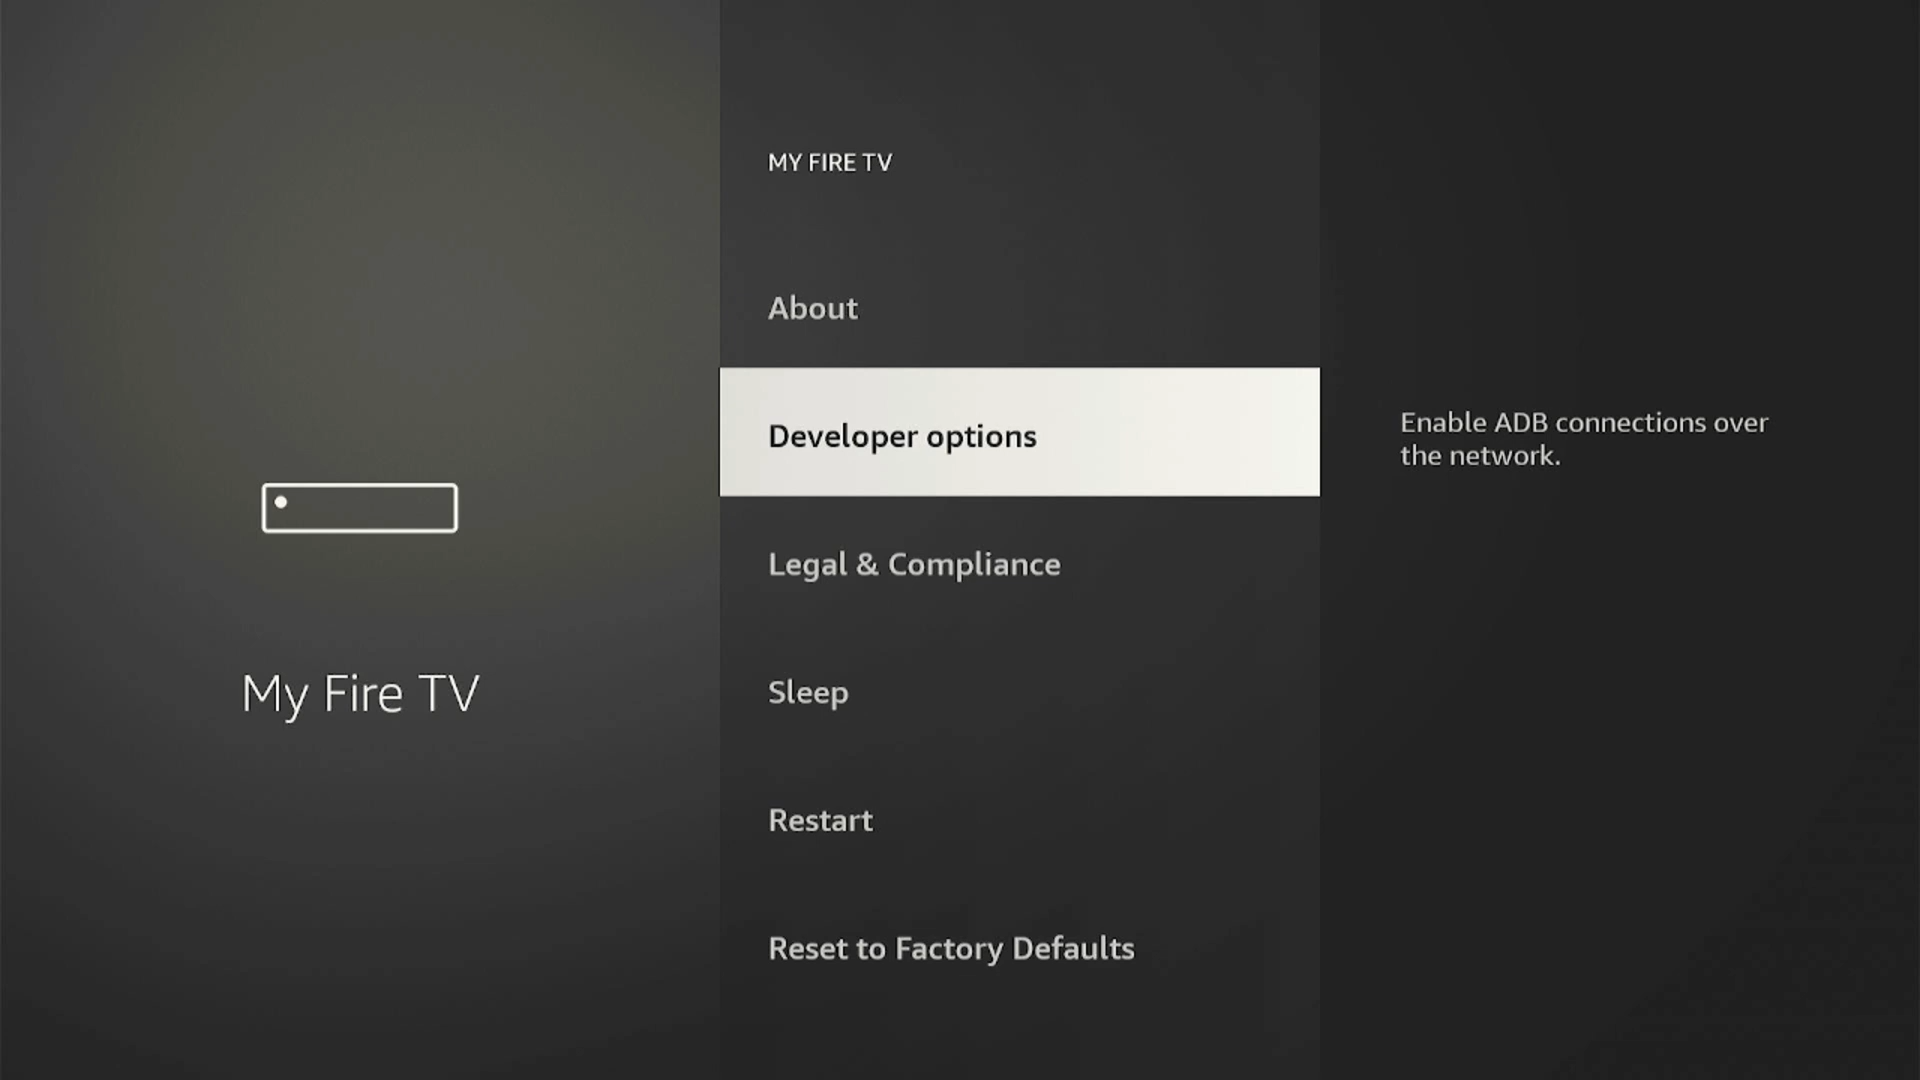 MY FIRE TV
About
Developer options
Legal & Compliance
Sleep
Restart
Reset to Factory Defaults
My Fire TV
Enable ADB connections over
the network.